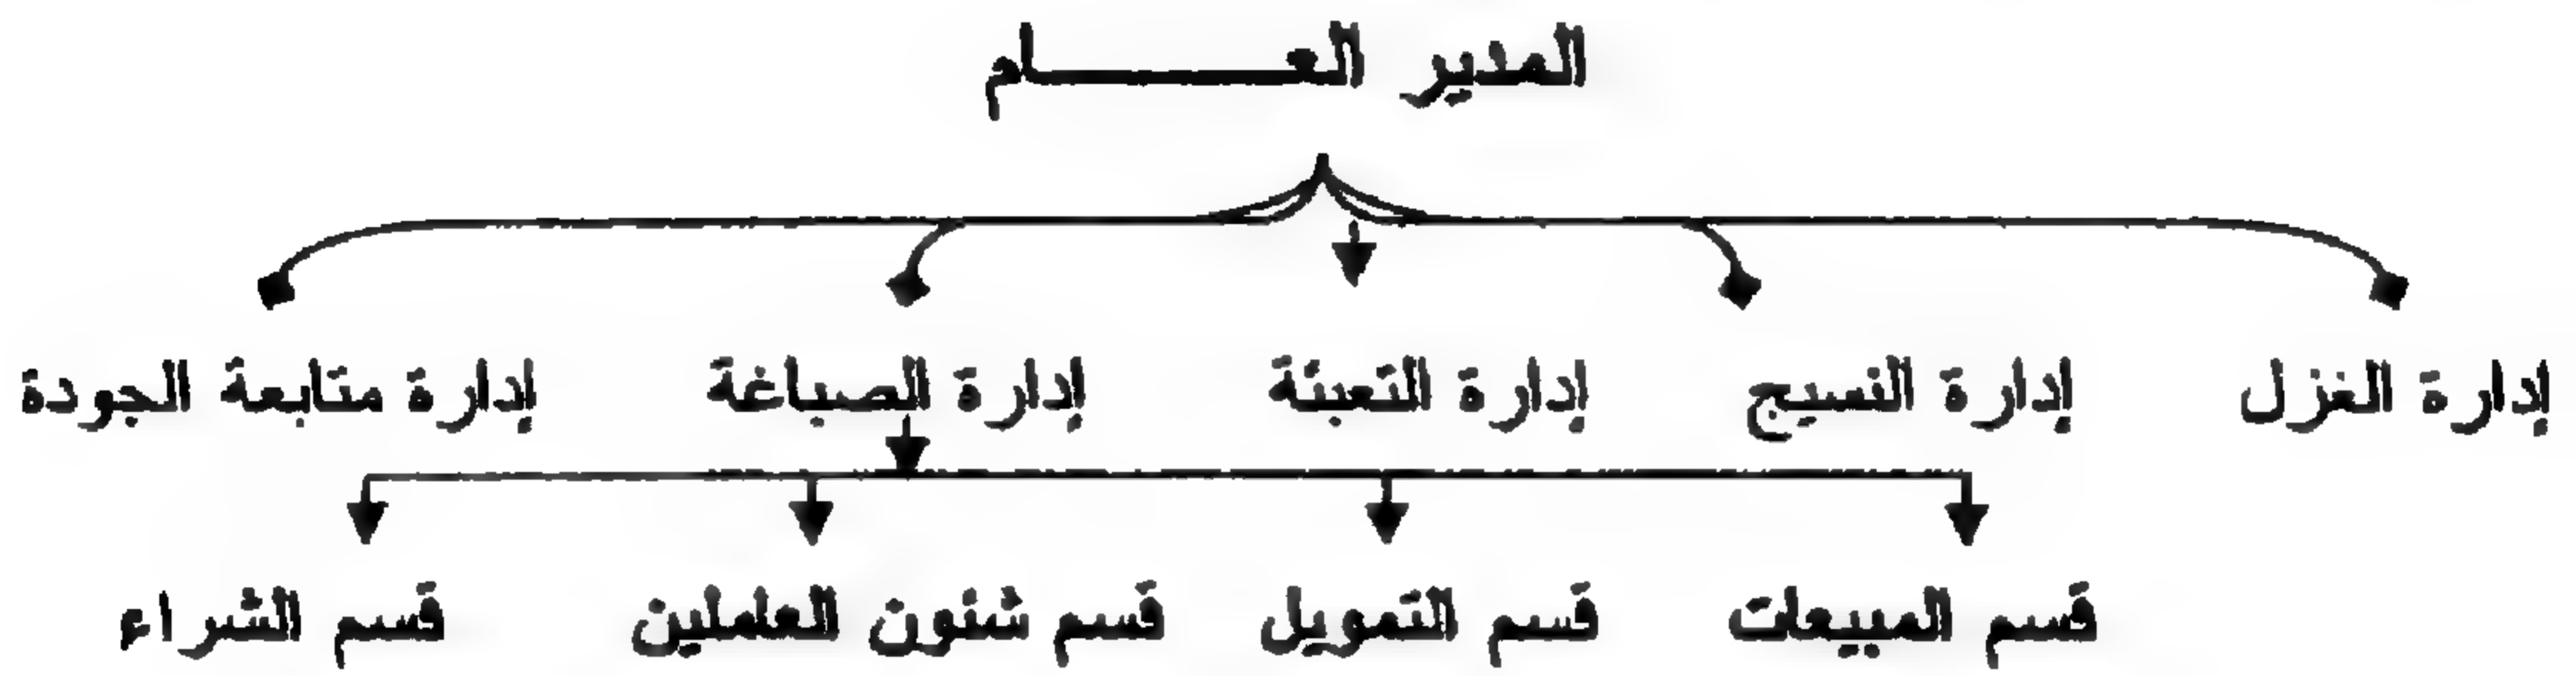 المدير العـــــــام
إدارة الغزل إدارة النسيج إدارة التعبئة إدارة الصباغة إدارة متابعة الجودة
قسم المبيعات قسم التمويل قسم شئون العاملين قسم الشراء